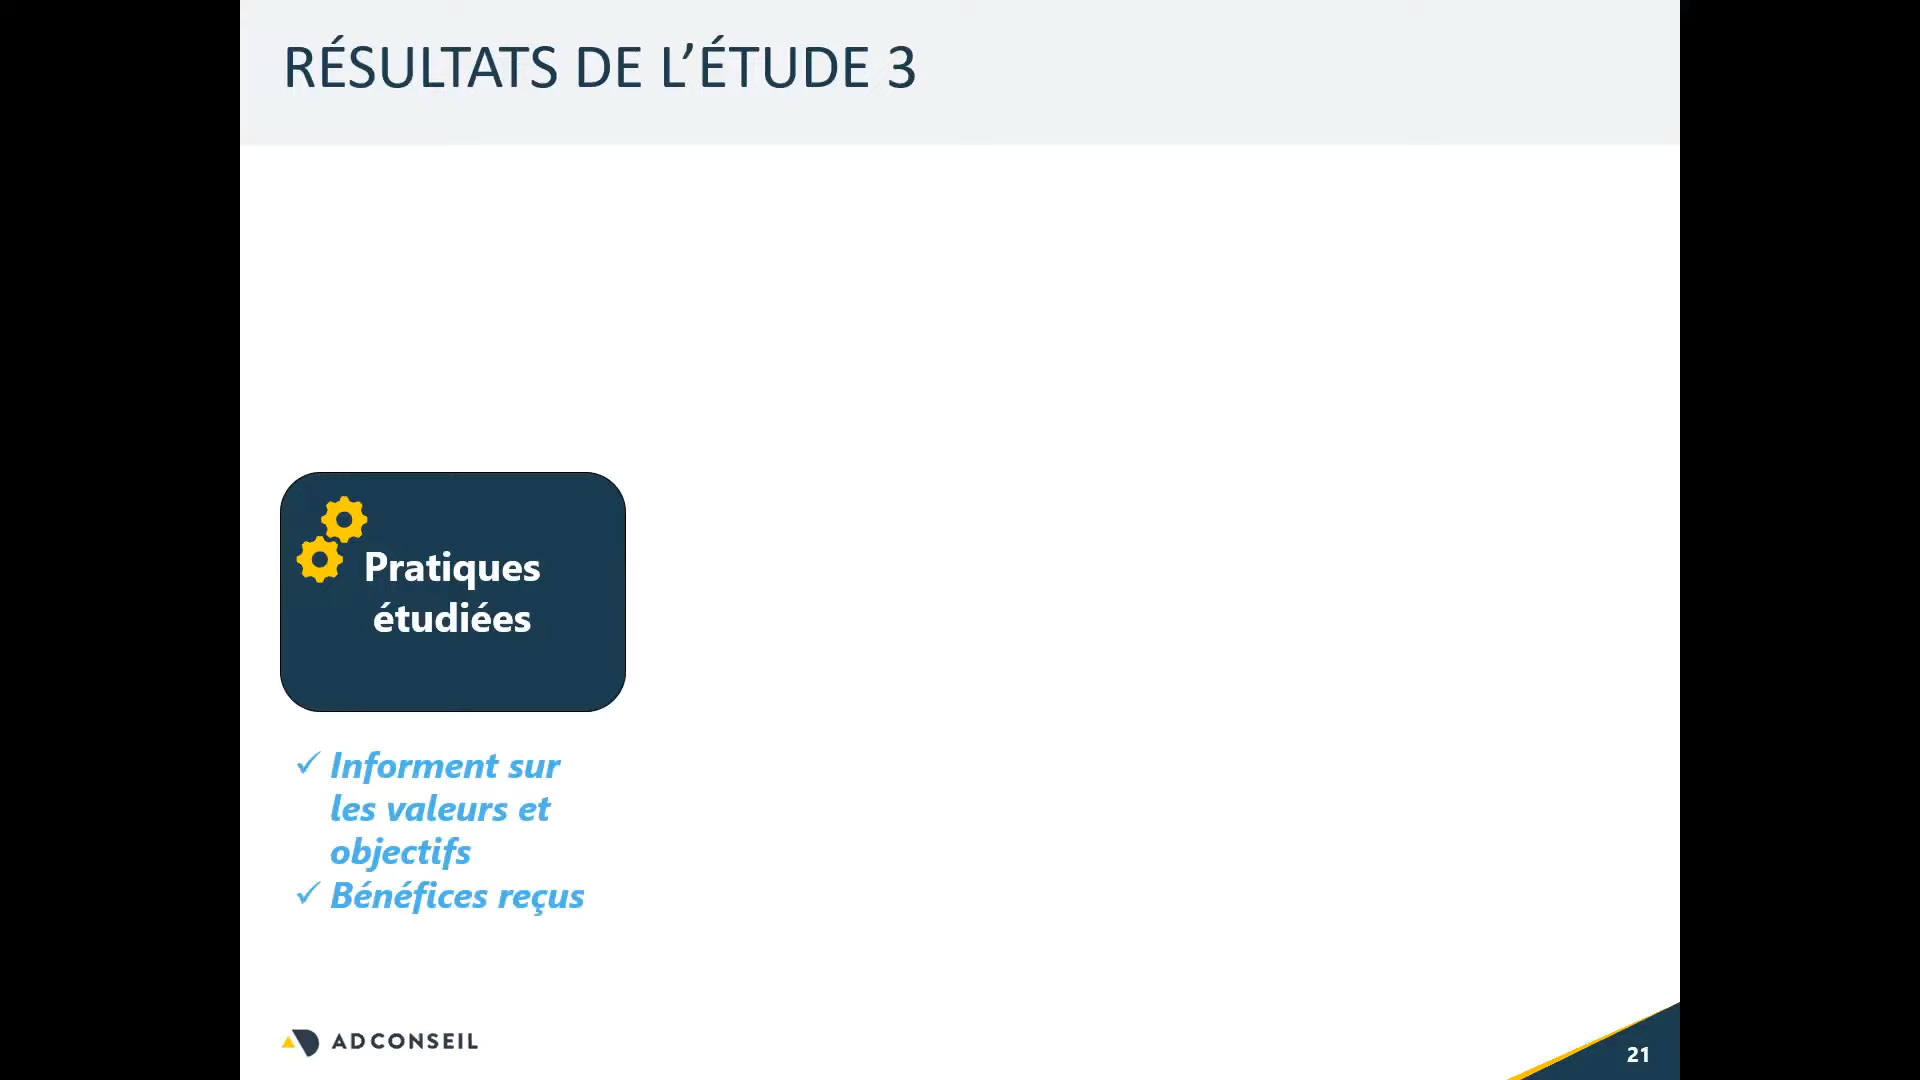 RÉSULTATS DE L’ÉTUDE 3
Pratiques
étudiées
✓ Informent sur
les valeurs et
objectifs
✓ Bénéfices reçus
ADCONSEIL
21